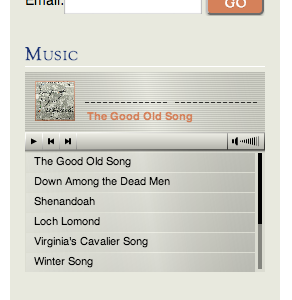 Email:
GO
MUSIC
The Good Old Song
The Good Old Song
Down Among the Dead Men
Shenandoah
Loch Lomond
Virginia's Cavalier Song
Winter Song